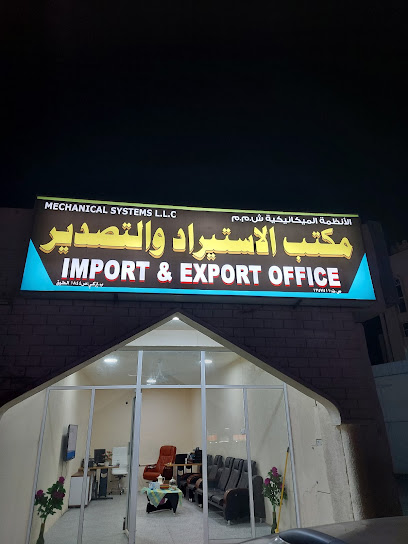 MECHANICAL SYSTEMS L.L.C
الأنظمة الميكانيكية ش.م.م
مكتب الاستيراد والتصدير
IMPORT & EXPORT OFFICE